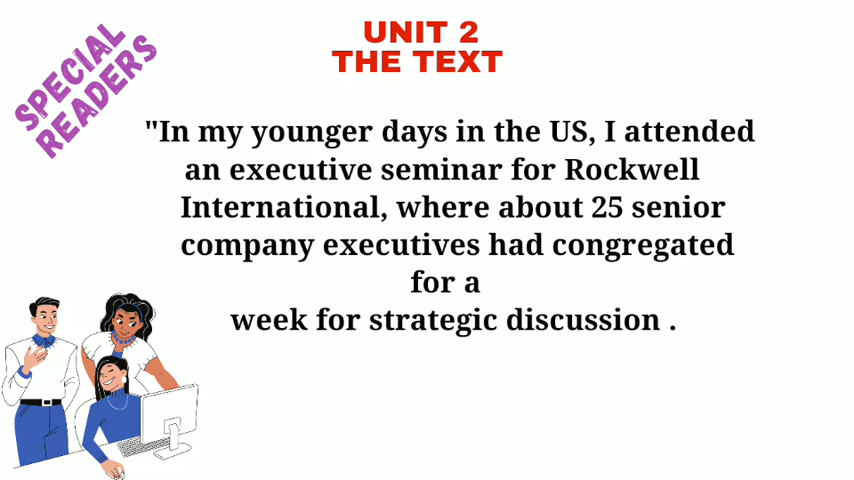 SPECIAL
READERS
UNIT 2
THE TEXT
"In my younger days in the US, I attended
an executive seminar for Rockwell
International, where about 25 senior
company executives had congregated
for a
week for strategic discussion .